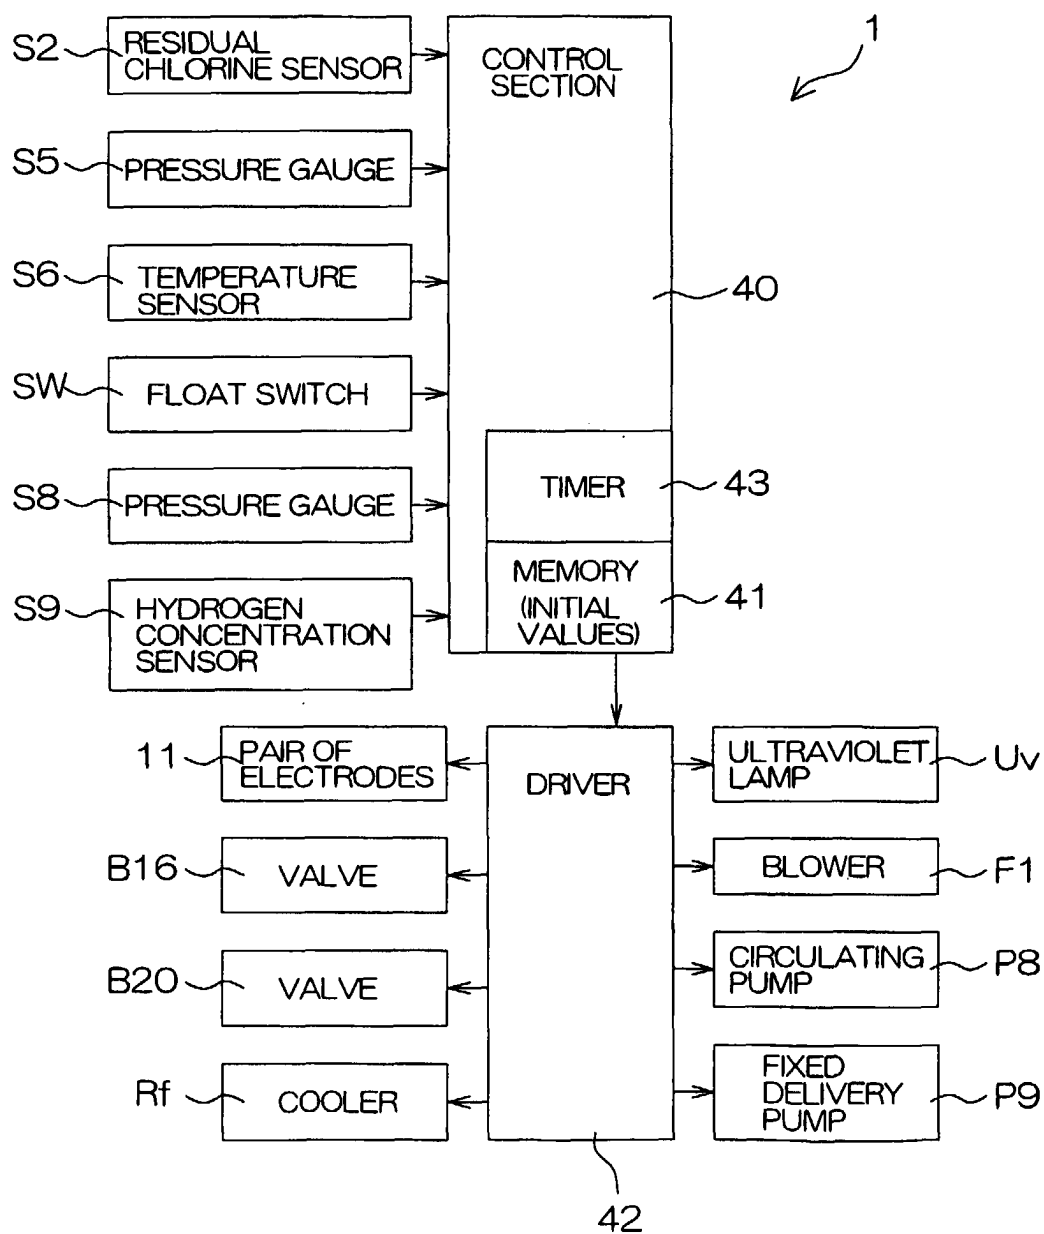 1
S2
RESIDUAL
CHLORINE SENSOR
CONTROL
SECTION
S5
PRESSURE GAUGE
S6
TEMPERATURE
SENSOR
40
SW
FLOAT SWITCH
S8
PRESSURE GAUGE
TIMER
43
S9
HYDROGEN
CONCENTRATION
SENSOR
MEMORY
(INITIAL
VALUES)
41
11
PAIR OF
ELECTRODES
DRIVER
ULTRAVIOLET
LAMP
Uv
B16
VALVE
BLOWER
F1
B20
VALVE
CIRCULATING
PUMP
P8
Rf
COOLER
FIXED
DELIVERY
PUMP
P9
42